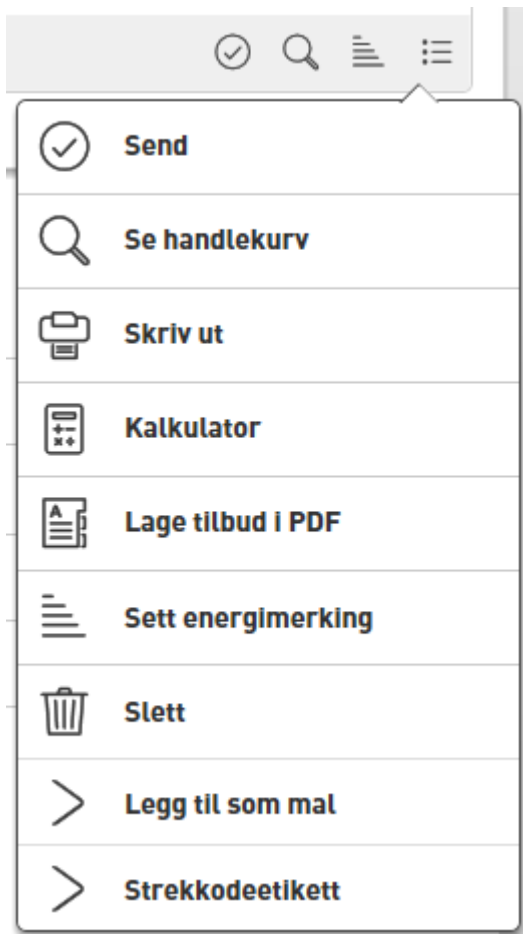 Send
Se handlekurv
Skriv ut
Kalkulator
Lage tilbud i PDF
Sett energimerking
Slett
Legg til som mal
Strekkodeetikett